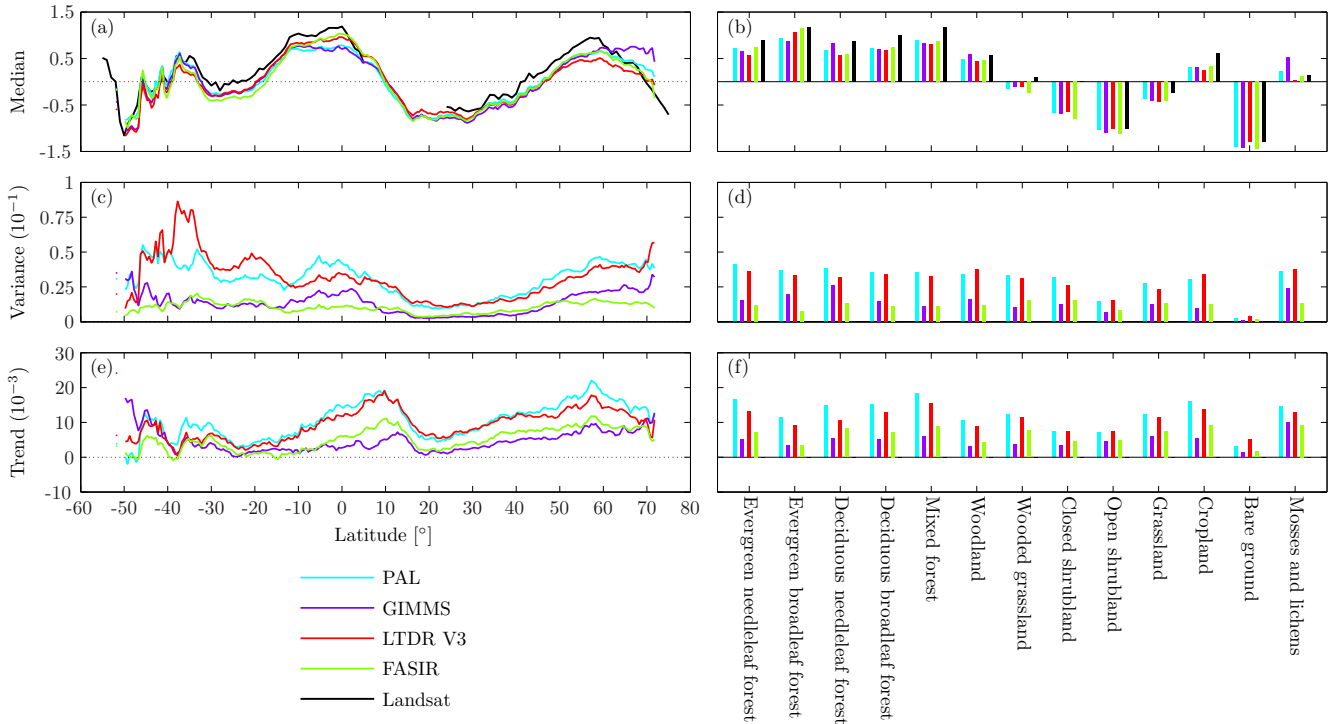 (a)
Median
1.5
0.5
-0.5
-1.5
(b)
(c)
Variance (10⁻¹)
1
0.75
0.5
0.25
0
(d)
(e)
Trend (10⁻³)
30
20
10
0
-10
(f)
-60 -50 -40 -30 -20 -10 0 10 20 30 40 50 60 70 80
Latitude [°]
PAL
GIMMS
LTDR V3
FASIR
Landsat
Evergreen needleleaf forest
Evergreen broadleaf forest
Deciduous needleleaf forest
Deciduous broadleaf forest
Mixed forest
Woodland
Wooded grassland
Closed shrubland
Open shrubland
Grassland
Cropland
Bare ground
Mosses and lichens